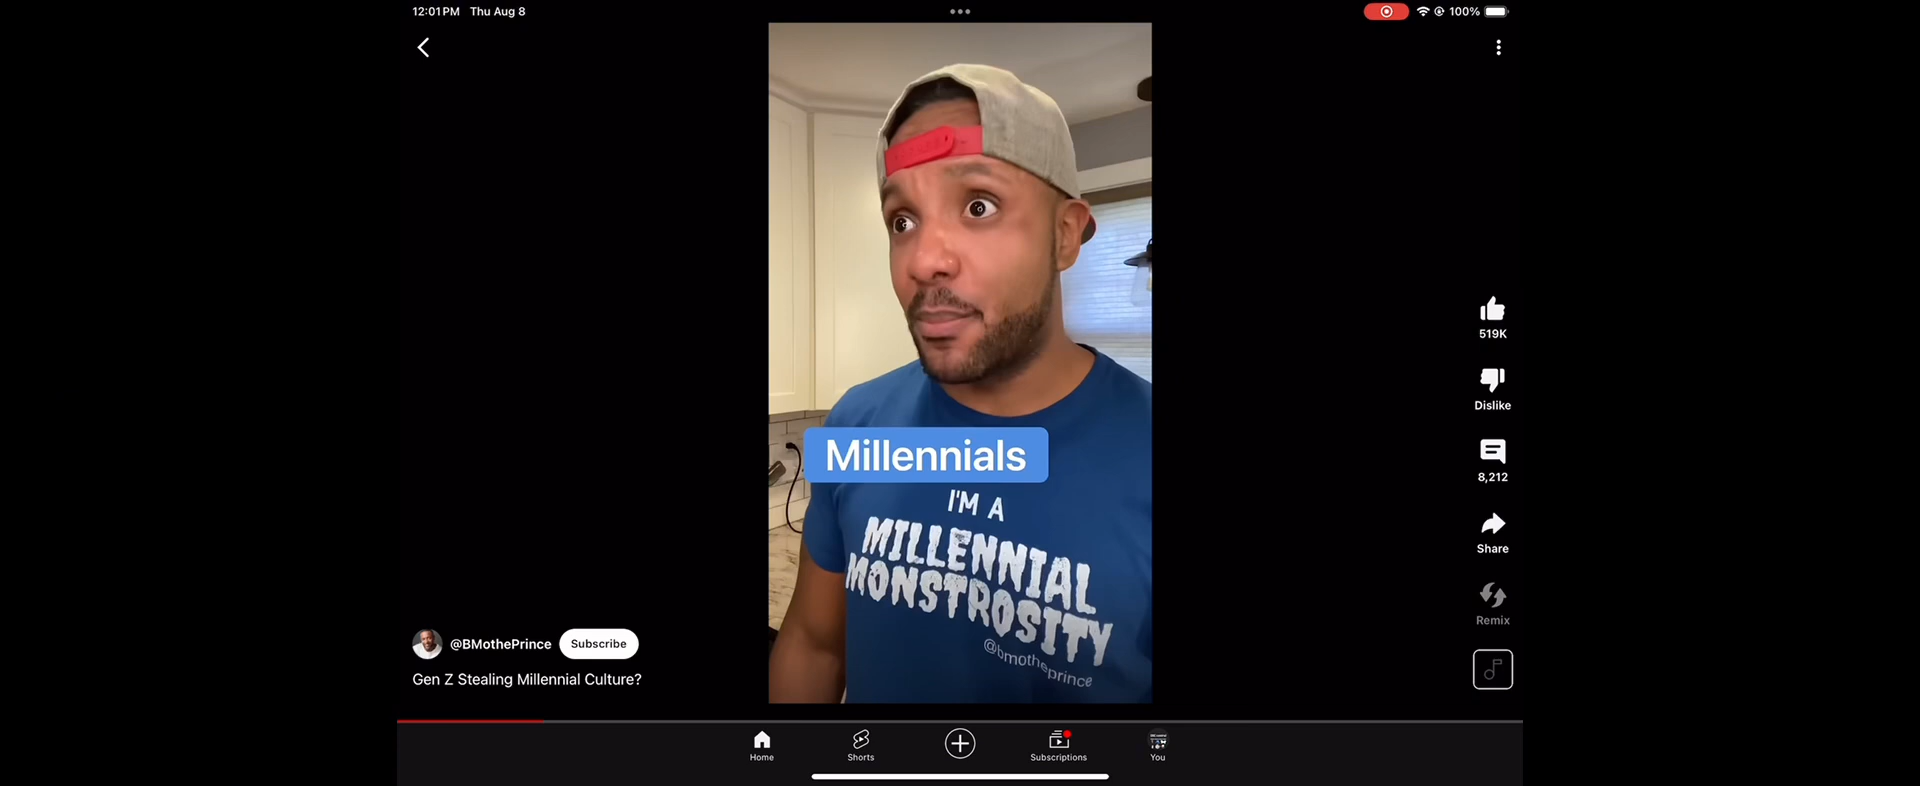 12:01 PM Thu Aug 8
100%
Millennials
I'M A
MILLENNIAL
MONSTROSITY
@bmotheprince
519K
Dislike
8,212
Share
Remix
@BMothePrince Subscribe
Gen Z Stealing Millennial Culture?
Home Shorts Subscriptions You